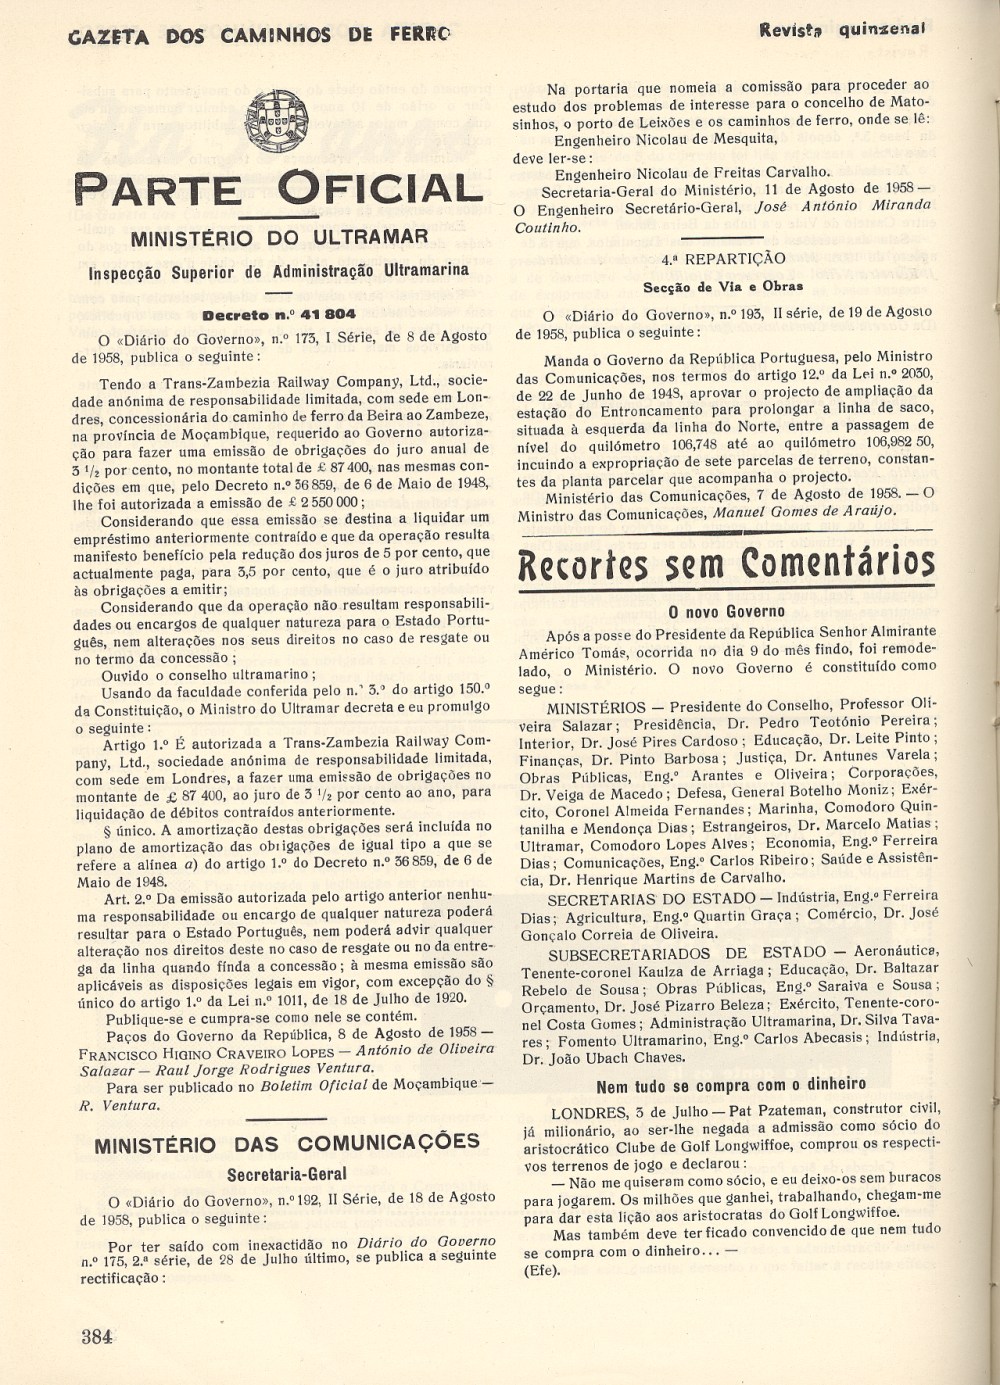 GAZETA DOS CAMINHOS DE FERRO
Revista quinzenal
PARTE OFICIAL
MINISTÉRIO DO ULTRAMAR
Inspecção Superior de Administração Ultramarina
Decreto n.º 41 804
O «Diário do Governo», n.º 173, I Série, de 8 de Agosto
de 1958, publica o seguinte:
Tendo a Trans-Zambezia Railway Company, Ltd., socie-
dade anónima de responsabilidade limitada, com sede em Lon-
dres, concessionária do caminho de ferro da Beira ao Zambeze,
na província de Moçambique, requerido ao Governo autoriza-
ção para fazer uma emissão de obrigações do juro anual de
3 1/2 por cento, no montante total de £ 87 400, nas mesmas con-
dições em que, pelo Decreto n.º 36 859, de 6 de Maio de 1948,
lhe foi autorizada a emissão de £ 2 550 000;
Considerando que essa emissão se destina a liquidar um
empréstimo anteriormente contraído e que da operação resulta
manifesto benefício pela redução dos juros de 5 por cento, que
actualmente paga, para 3,5 por cento, que é o juro atribuído
às obrigações a emitir;
Considerando que da operação não resultam responsabili-
dades ou encargos de qualquer natureza para o Estado Portu-
guês, nem alterações nos seus direitos no caso de resgate ou
no termo da concessão;
Ouvido o conselho ultramarino;
Usando da faculdade conferida pelo n.º 3.º do artigo 150.º
da Constituição, o Ministro do Ultramar decreta e eu promulgo
o seguinte:
Artigo 1.º É autorizada a Trans-Zambezia Railway Com-
pany, Ltd., sociedade anónima de responsabilidade limitada,
com sede em Londres, a fazer uma emissão de obrigações no
montante de £ 87 400, ao juro de 3 1/2 por cento ao ano, para
liquidação de débitos contraídos anteriormente.
§ único. A amortização destas obrigações será incluída no
plano de amortização das obrigações de igual tipo a que se
refere a alínea a) do artigo 1.º do Decreto n.º 36 859, de 6 de
Maio de 1948.
Art. 2.º Da emissão autorizada pelo artigo anterior nenhu-
ma responsabilidade ou encargo de qualquer natureza poderá
resultar para o Estado Português, nem poderá advir qualquer
alteração nos direitos deste no caso de resgate ou no da entre-
ga da linha quando fínda a concessão; à mesma emissão são
aplicáveis as disposições legais em vigor, com excepção do §
único do artigo 1.º da Lei n.º 1011, de 18 de Julho de 1920.
Publique-se e cumpra-se como nele se contém.
Paços do Governo da República, 8 de Agosto de 1958 —
FRANCISCO HIGINO CRAVEIRO LOPES — António de Oliveira
Salazar — Raul Jorge Rodrigues Ventura.
Para ser publicado no Boletim Oficial de Moçambique —
R. Ventura.
MINISTÉRIO DAS COMUNICAÇÕES
Secretaria-Geral
O «Diário do Governo», n.º 192, II Série, de 18 de Agosto
de 1958, publica o seguinte:
Por ter saído com inexactidão no Diário do Governo
n.º 175, 2.ª série, de 28 de Julho último, se publica a seguinte
rectificação:
Na portaria que nomeia a comissão para proceder ao
estudo dos problemas de interesse para o concelho de Mato-
sinhos, o porto de Leixões e os caminhos de ferro, onde se lê:
Engenheiro Nicolau de Mesquita,
deve ler-se:
Engenheiro Nicolau de Freitas Carvalho.
Secretaria-Geral do Ministério, 11 de Agosto de 1958 —
O Engenheiro Secretário-Geral, José António Miranda
Coutinho.
4.ª REPARTIÇÃO
Secção de Via e Obras
O «Diário do Governo», n.º 193, II série, de 19 de Agosto
de 1958, publica o seguinte:
Manda o Governo da República Portuguesa, pelo Ministro
das Comunicações, nos termos do artigo 12.º da Lei n.º 2030,
de 22 de Junho de 1948, aprovar o projecto de ampliação da
estação do Entroncamento para prolongar a linha de saco,
situada à esquerda da linha do Norte, entre a passagem de
nível do quilómetro 106,748 até ao quilómetro 106,982 50,
incuindo a expropriação de sete parcelas de terreno, constan-
tes da planta parcelar que acompanha o projecto.
Ministério das Comunicações, 7 de Agosto de 1958. — O
Ministro das Comunicações, Manuel Gomes de Araújo.
Recortes sem Comentários
O novo Governo
Após a posse do Presidente da República Senhor Almirante
Américo Tomás, ocorrida no dia 9 do mês findo, foi remode-
lado, o Ministério. O novo Governo é constituído como
segue:
MINISTÉRIOS — Presidente do Conselho, Professor Oli-
veira Salazar; Presidência, Dr. Pedro Teotónio Pereira;
Interior, Dr. José Pires Cardoso; Educação, Dr. Leite Pinto;
Finanças, Dr. Pinto Barbosa; Justiça, Dr. Antunes Varela;
Obras Públicas, Eng.º Arantes e Oliveira; Corporações,
Dr. Veiga de Macedo; Defesa, General Botelho Moniz; Exér-
cito, Coronel Almeida Fernandes; Marinha, Comodoro Quin-
tanilha e Mendonça Dias; Estrangeiros, Dr. Marcelo Matias;
Ultramar, Comodoro Lopes Alves; Economia, Eng.º Ferreira
Dias; Comunicações, Eng.º Carlos Ribeiro; Saúde e Assistên-
cia, Dr. Henrique Martins de Carvalho.
SECRETARIAS DO ESTADO — Indústria, Eng.º Ferreira
Dias; Agricultura, Eng.º Quartin Graça; Comércio, Dr. José
Gonçalo Correia de Oliveira.
SUBSECRETARIADOS DE ESTADO — Aeronáutica,
Tenente-coronel Kaulza de Arriaga; Educação, Dr. Baltazar
Rebelo de Sousa; Obras Públicas, Eng.º Saraiva e Sousa;
Orçamento, Dr. José Pizarro Beleza; Exército, Tenente-coro-
nel Costa Gomes; Administração Ultramarina, Dr. Silva Tava-
res; Fomento Ultramarino, Eng.º Carlos Abecasis; Indústria,
Dr. João Ubach Chaves.
Nem tudo se compra com o dinheiro
LONDRES, 3 de Julho — Pat Pzateman, construtor civil,
já milionário, ao ser-lhe negada a admissão como sócio do
aristocrático Clube de Golf Longwiffoe, comprou os respecti-
vos terrenos de jogo e declarou:
— Não me quiseram como sócio, e eu deixo-os sem buracos
para jogarem. Os milhões que ganhei, trabalhando, chegam-me
para dar esta lição aos aristocratas do Golf Longwiffoe.
Mas também deve ter ficado convencido de que nem tudo
se compra com o dinheiro... —
(Efe).
384